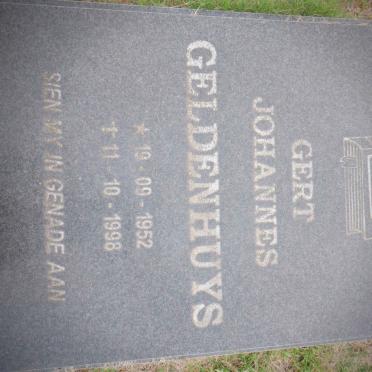 GERT
JOHANNES
GELDENHUYS
★ 19 - 09 - 1952
✝ 11 - 10 - 1998
SIEN MY IN GENADE AAN